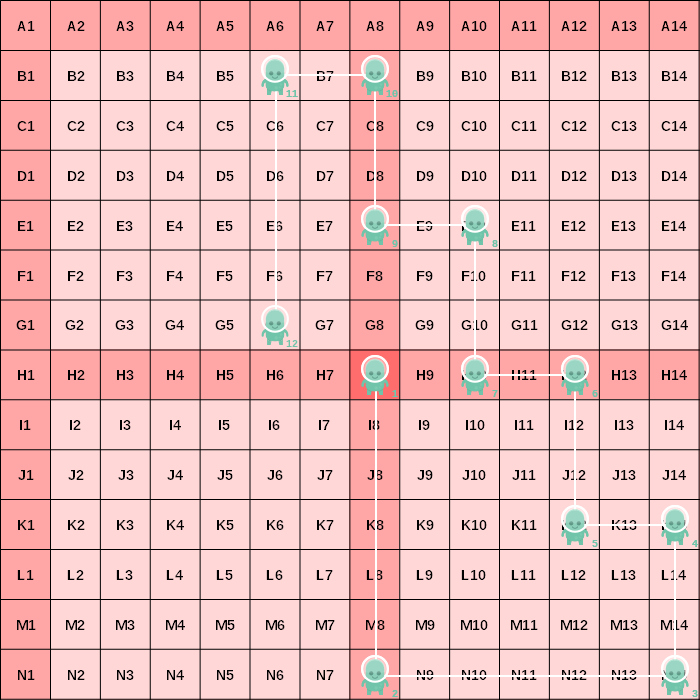 A1 A2 A3 A4 A5 A6 A7 A8 A9 A10 A11 A12 A13 A14
B1 B2 B3 B4 B5 11 B7 10 B9 B10 B11 B12 B13 B14
C1 C2 C3 C4 C5 C6 C7 C8 C9 C10 C11 C12 C13 C14
D1 D2 D3 D4 D5 D6 D7 D8 D9 D10 D11 D12 D13 D14
E1 E2 E3 E4 E5 E6 E7 9 E9 8 E11 E12 E13 E14
F1 F2 F3 F4 F5 F6 F7 F8 F9 F10 F11 F12 F13 F14
G1 G2 G3 G4 G5 12 G7 G8 G9 G10 G11 G12 G13 G14
H1 H2 H3 H4 H5 H6 H7 1 H9 7 H11 6 H13 H14
I1 I2 I3 I4 I5 I6 I7 I8 I9 I10 I11 I12 I13 I14
J1 J2 J3 J4 J5 J6 J7 J8 J9 J10 J11 J12 J13 J14
K1 K2 K3 K4 K5 K6 K7 K8 K9 K10 K11 5 K13 4
L1 L2 L3 L4 L5 L6 L7 L8 L9 L10 L11 L12 L13 L14
M1 M2 M3 M4 M5 M6 M7 M8 M9 M10 M11 M12 M13 M14
N1 N2 N3 N4 N5 N6 N7 2 N9 N10 N11 N12 N13 3